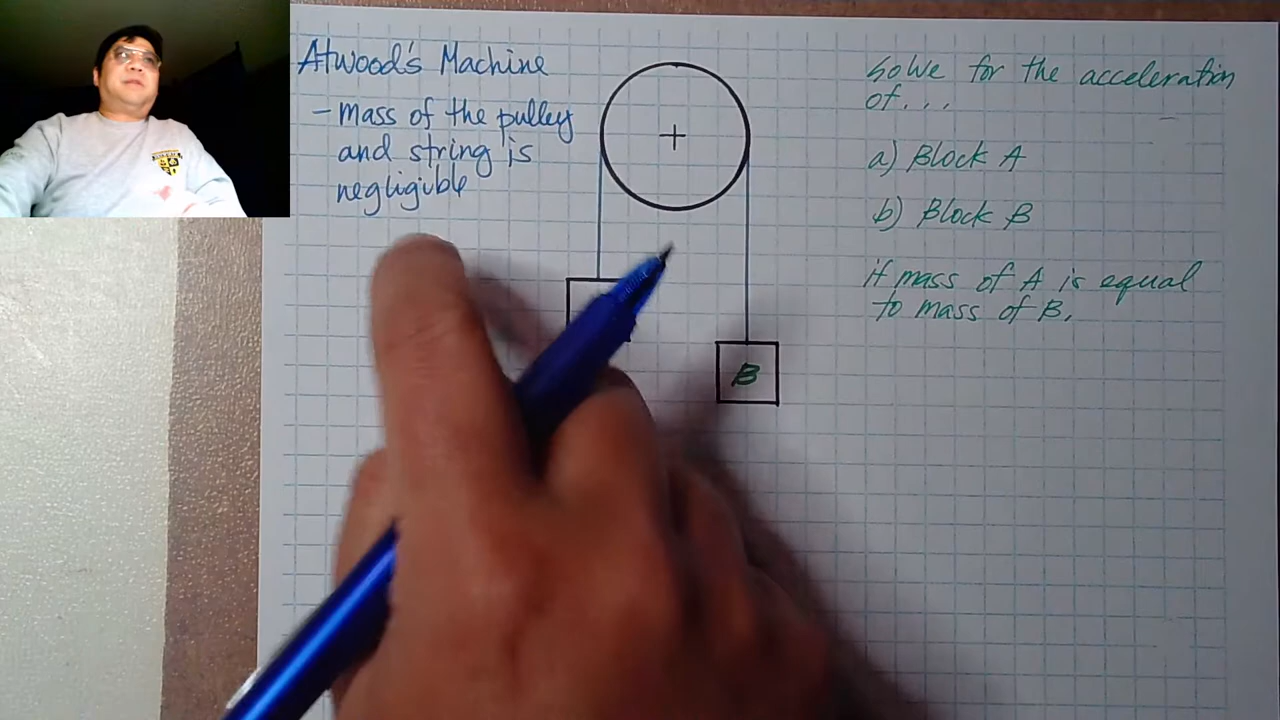 Atwood's Machine
- Mass of the pulley
and string is
negligible
Solve for the acceleration
of...
a) Block A
b) Block B
if mass of A is equal
to mass of B.
B